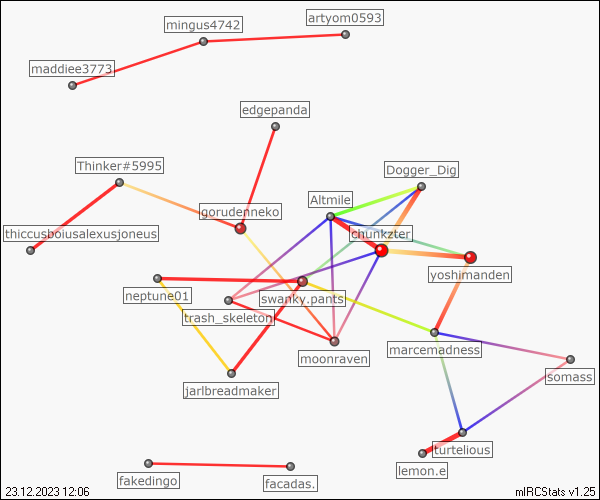 artyom0593
mingus4742
maddiee3773
edgepanda
Thinker#5995
Dogger_Dig
Altmile
gorudenneko
thiccusboiusalexusjoneus
chunkzter
yoshimanden
neptune01
swanky.pants
trash_skeleton
marcemadness
moonraven
somass
jarlbreadmaker
turtelious
lemon.e
fakedingo
facadas.
23.12.2023 12:06
mIRCStats v1.25